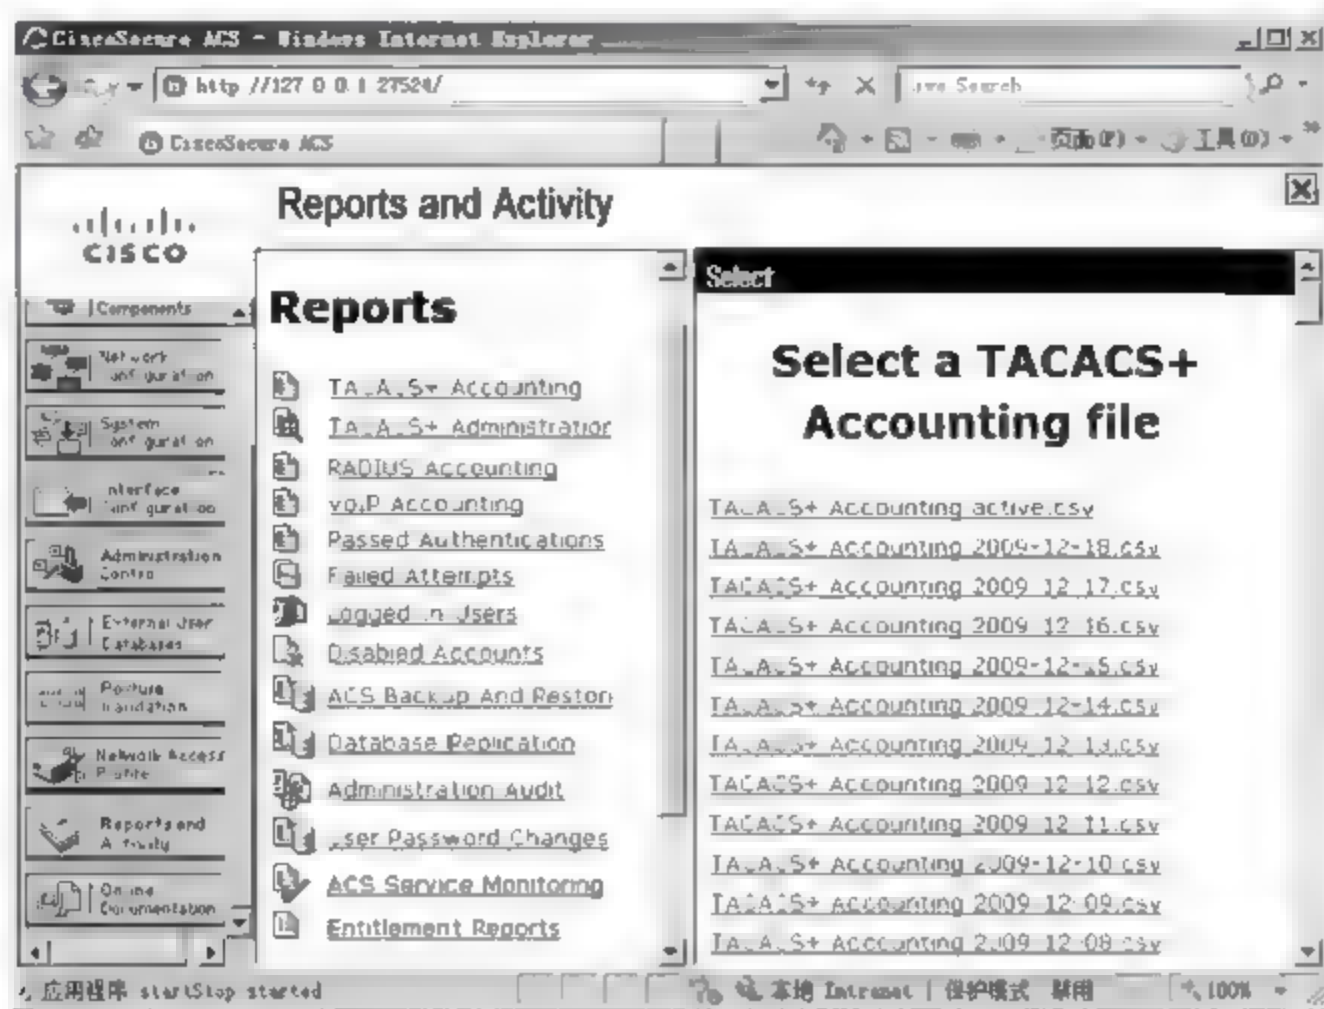 CiscoSecure ACS - Windows Internet Explorer
http //127 0 0 1 27524/
Search
CiscoSecure ACS
页面(P)
工具(O)
Reports and Activity
CISCO
Components
Network
Configuration
System
Configuration
Interface
Configuration
Administration
Control
External User
Databases
Posture
Validation
Network Access
Profile
Reports and
Activity
Online
Documentation
Reports
TACACS+ Accounting
TACACS+ Administration
RADIUS Accounting
VoIP Accounting
Passed Authentications
Failed Attempts
Logged in Users
Disabled Accounts
ACS Backup And Restor
Database Replication
Administration Audit
User Password Changes
ACS Service Monitoring
Entitlement Reports
Select
Select a TACACS+
Accounting file
TACACS+ Accounting active.csv
TACACS+ Accounting 2009-12-18.csv
TACACS+ Accounting 2009-12-17.csv
TACACS+ Accounting 2009-12-16.csv
TACACS+ Accounting 2009-12-15.csv
TACACS+ Accounting 2009-12-14.csv
TACACS+ Accounting 2009-12-13.csv
TACACS+ Accounting 2009-12-12.csv
TACACS+ Accounting 2009-12-11.csv
TACACS+ Accounting 2009-12-10.csv
TACACS+ Accounting 2009-12-09.csv
TACACS+ Accounting 2009-12-08.csv
应用程序 startStop started
本地 Intranet | 保护模式 禁用
100%